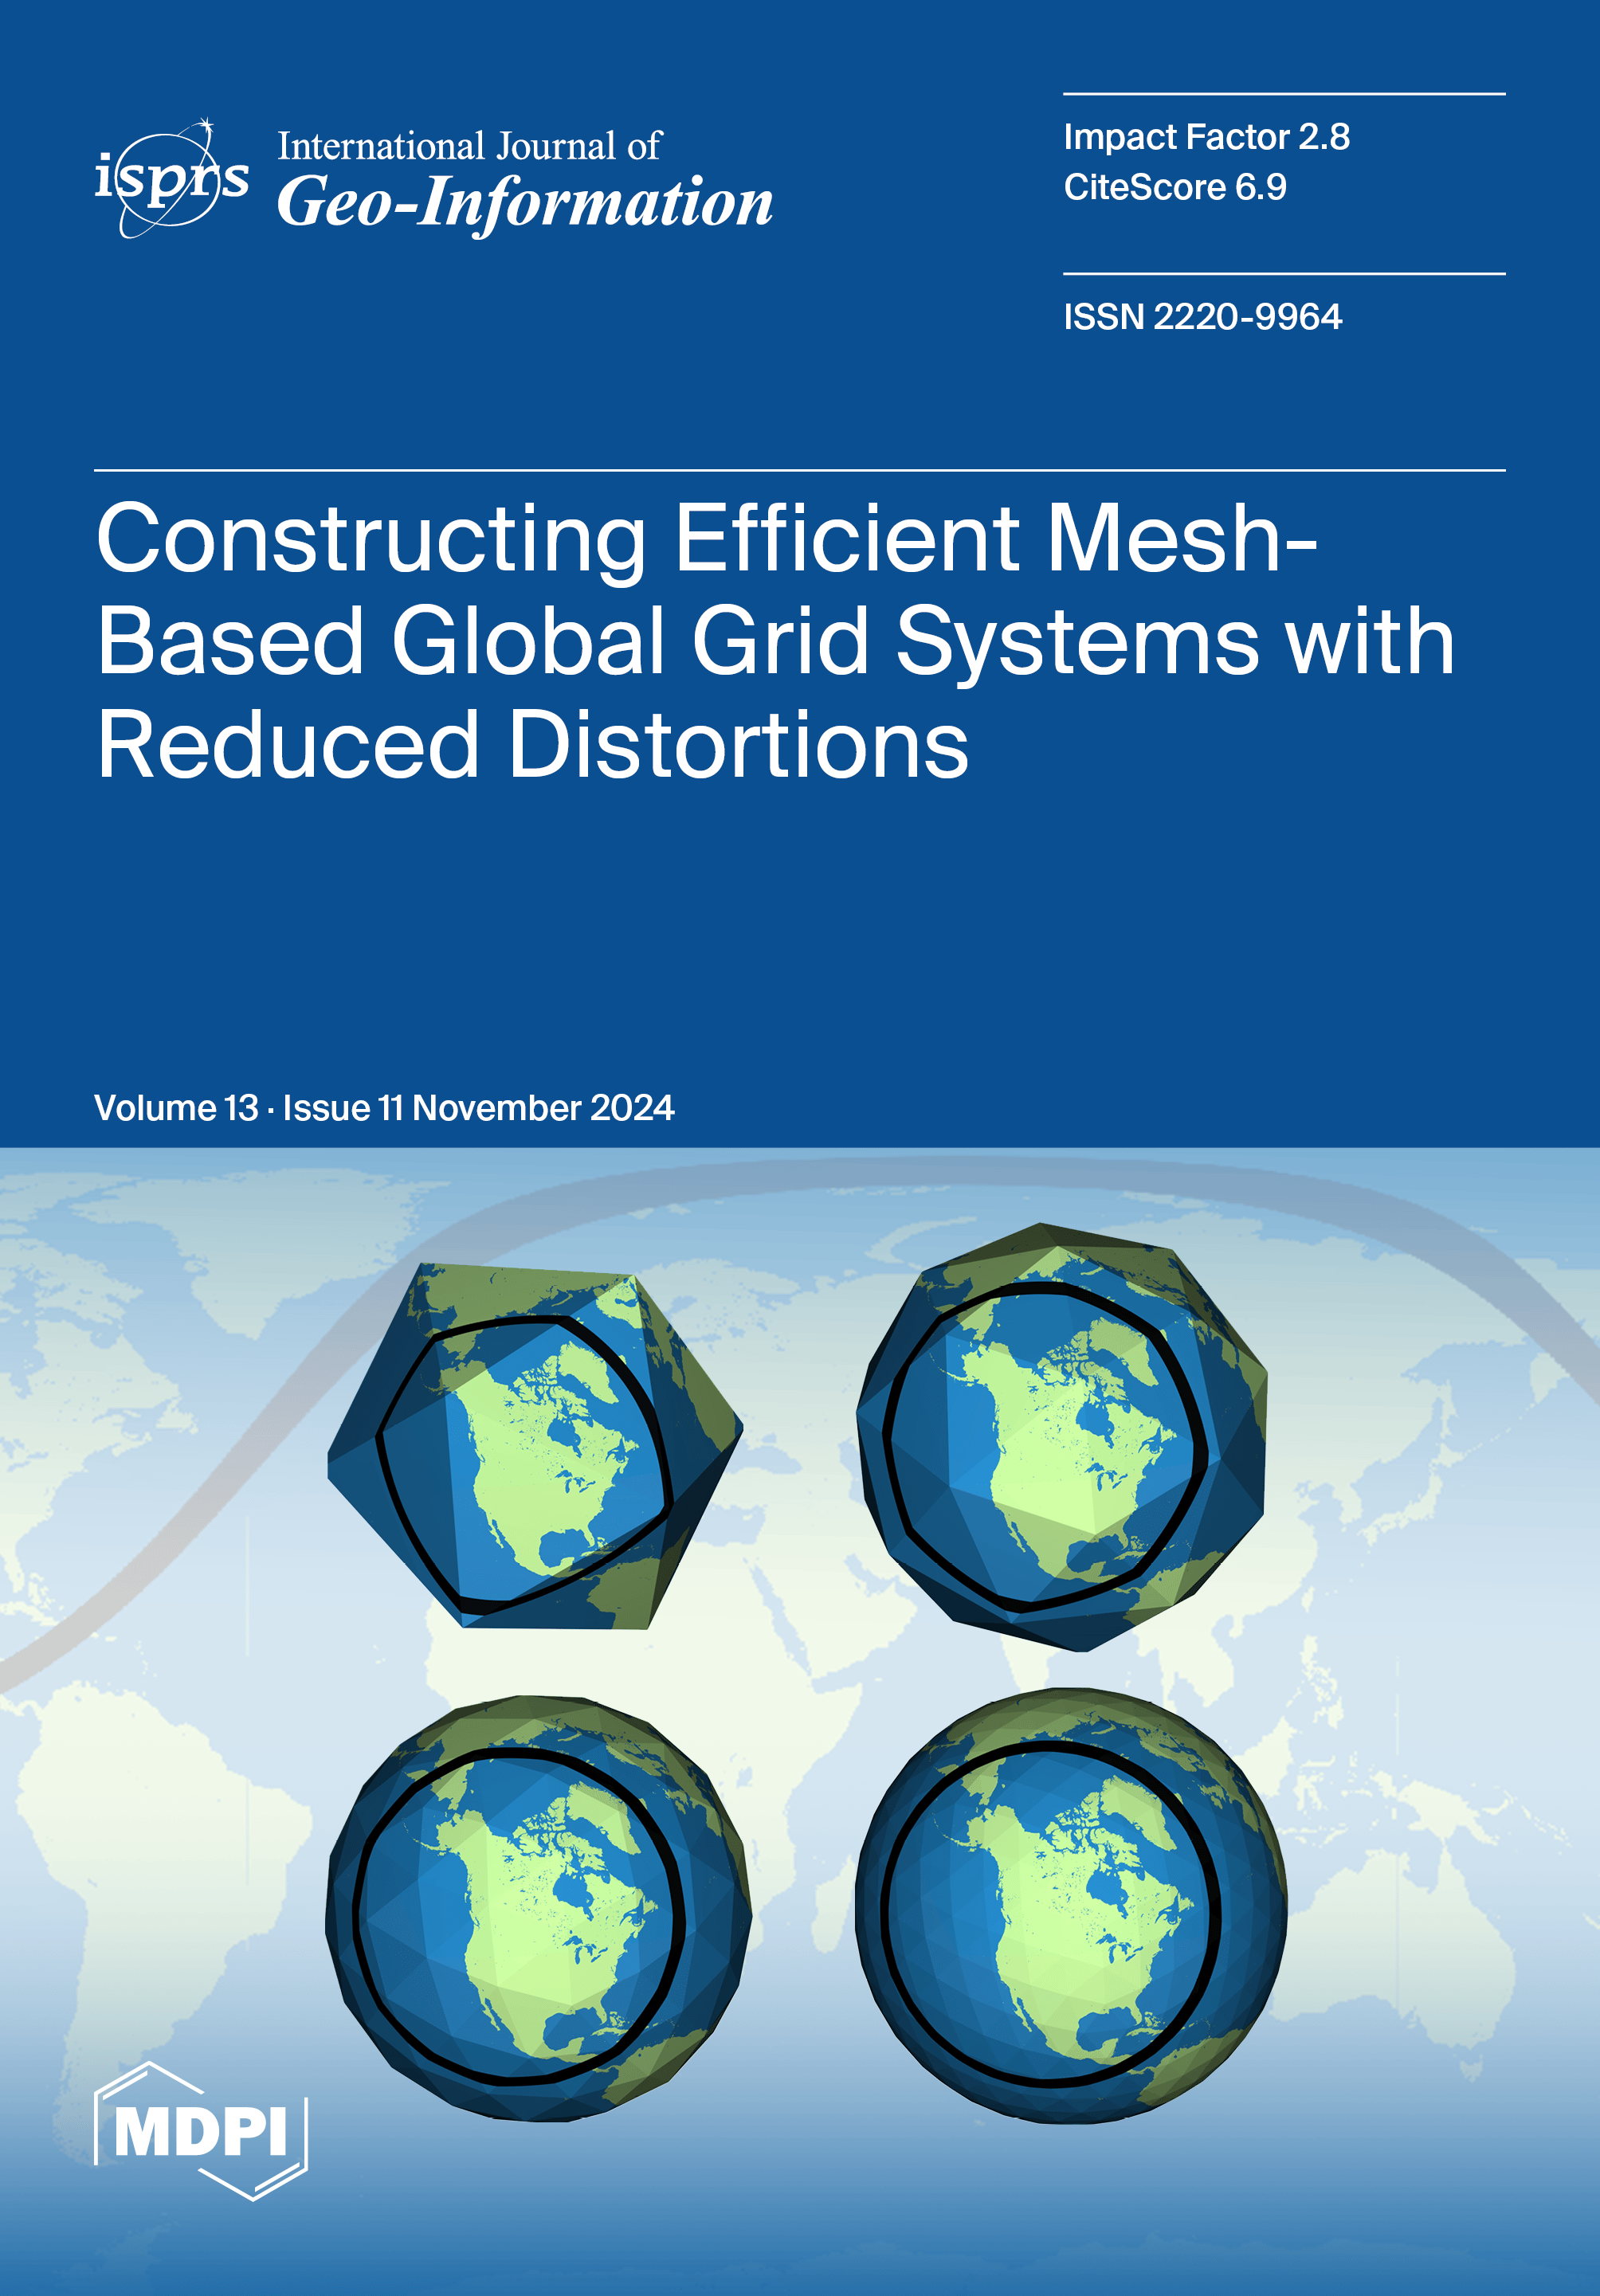 isprs
International Journal of
Geo-Information
Impact Factor 2.8
CiteScore 6.9
ISSN 2220-9964
Constructing Efficient Mesh-
Based Global Grid Systems with
Reduced Distortions
Volume 13 · Issue 11 November 2024
MDPI